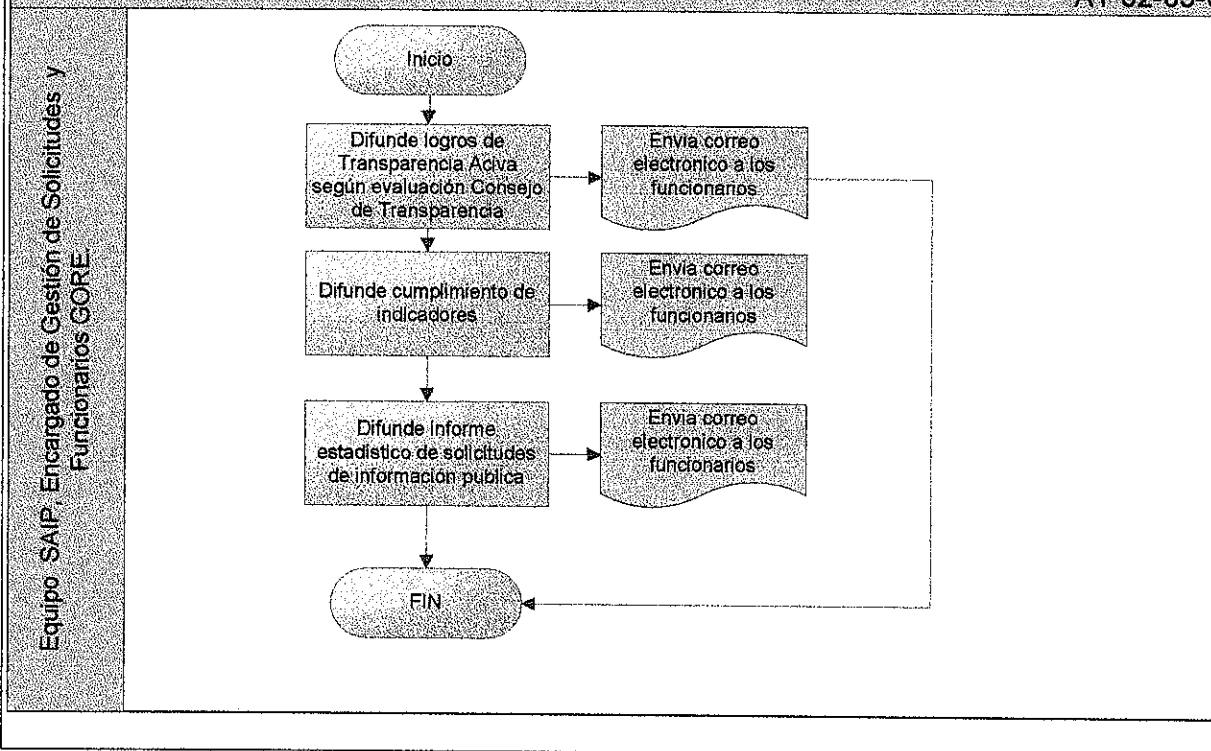 Equipo SAIP, Encargado de Gestión de Solicitudes y
Funcionarios GORE.
Inicio
Difunde logros de
Transparencia Aciva
según evaluación Consejo
de Transparencia
Envia correo
electronico a los
funcionarios
Difunde cumplimiento de
indicadores
Envia correo
electronico a los
funcionarios
Difunde Informe
estadístico de solicitudes
de información publica
Envia correo
electronico a los
funcionarios
FIN